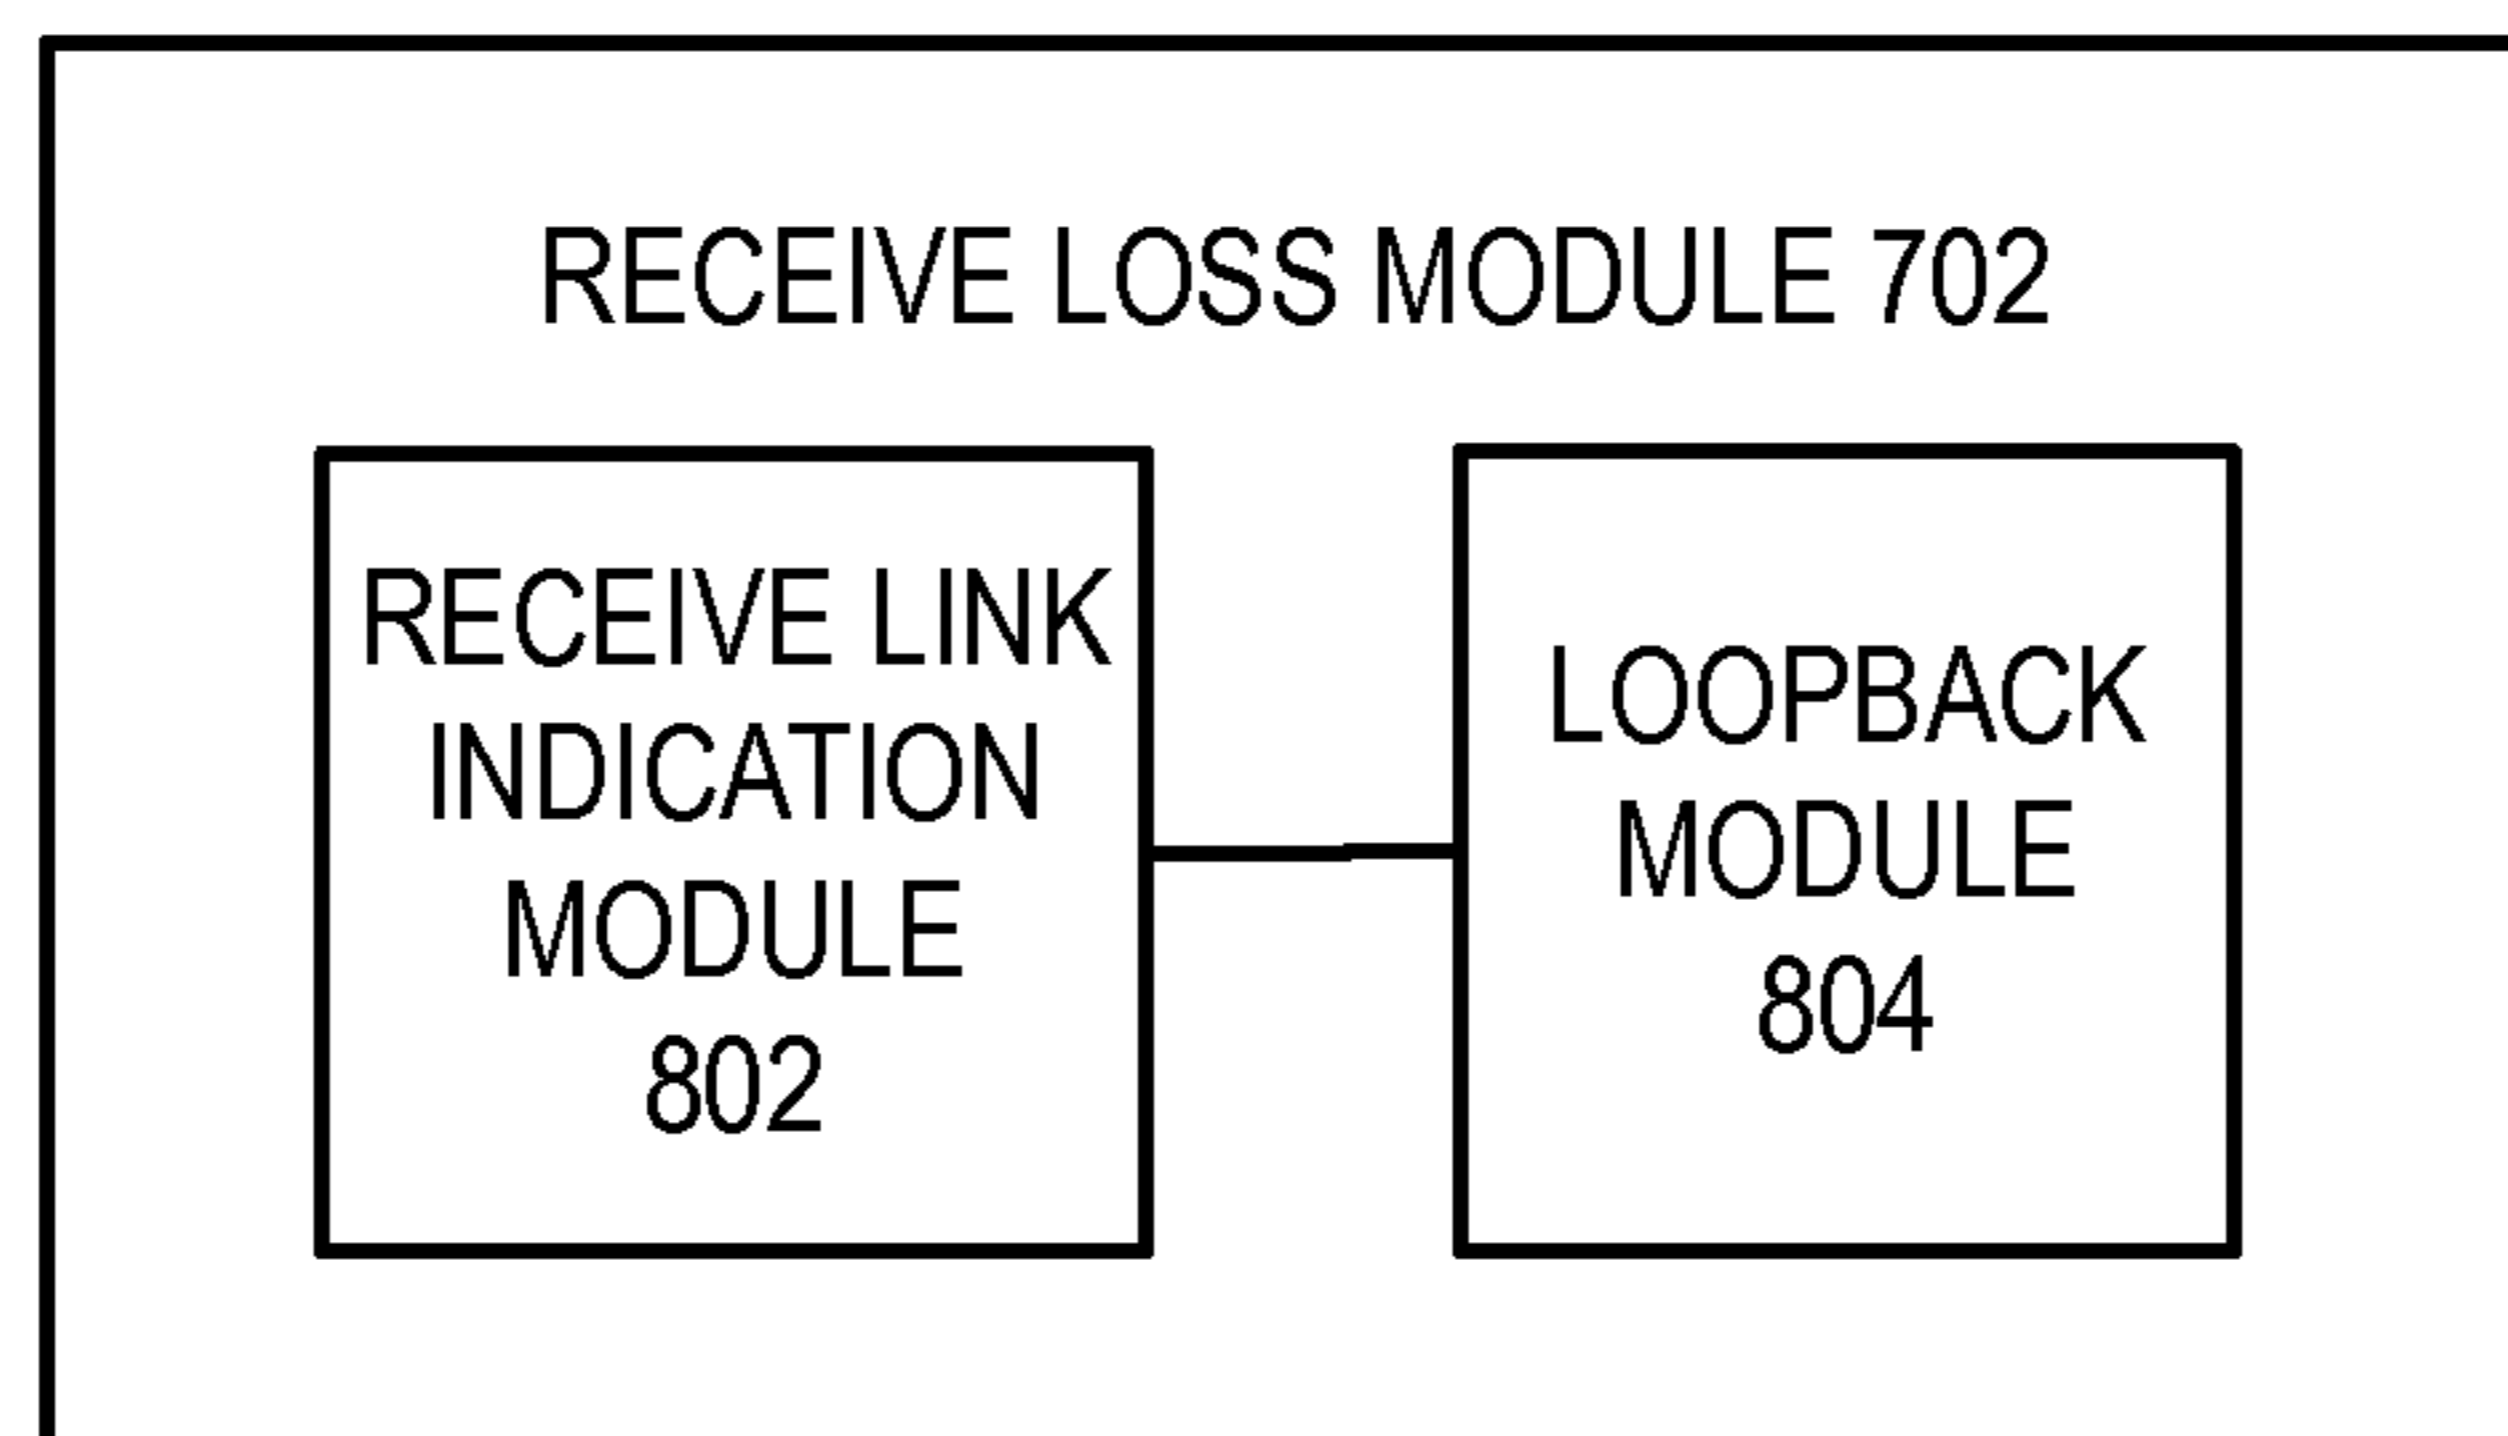 RECEIVE LOSS MODULE 702
RECEIVE LINK
INDICATION
MODULE
802
LOOPBACK
MODULE
804